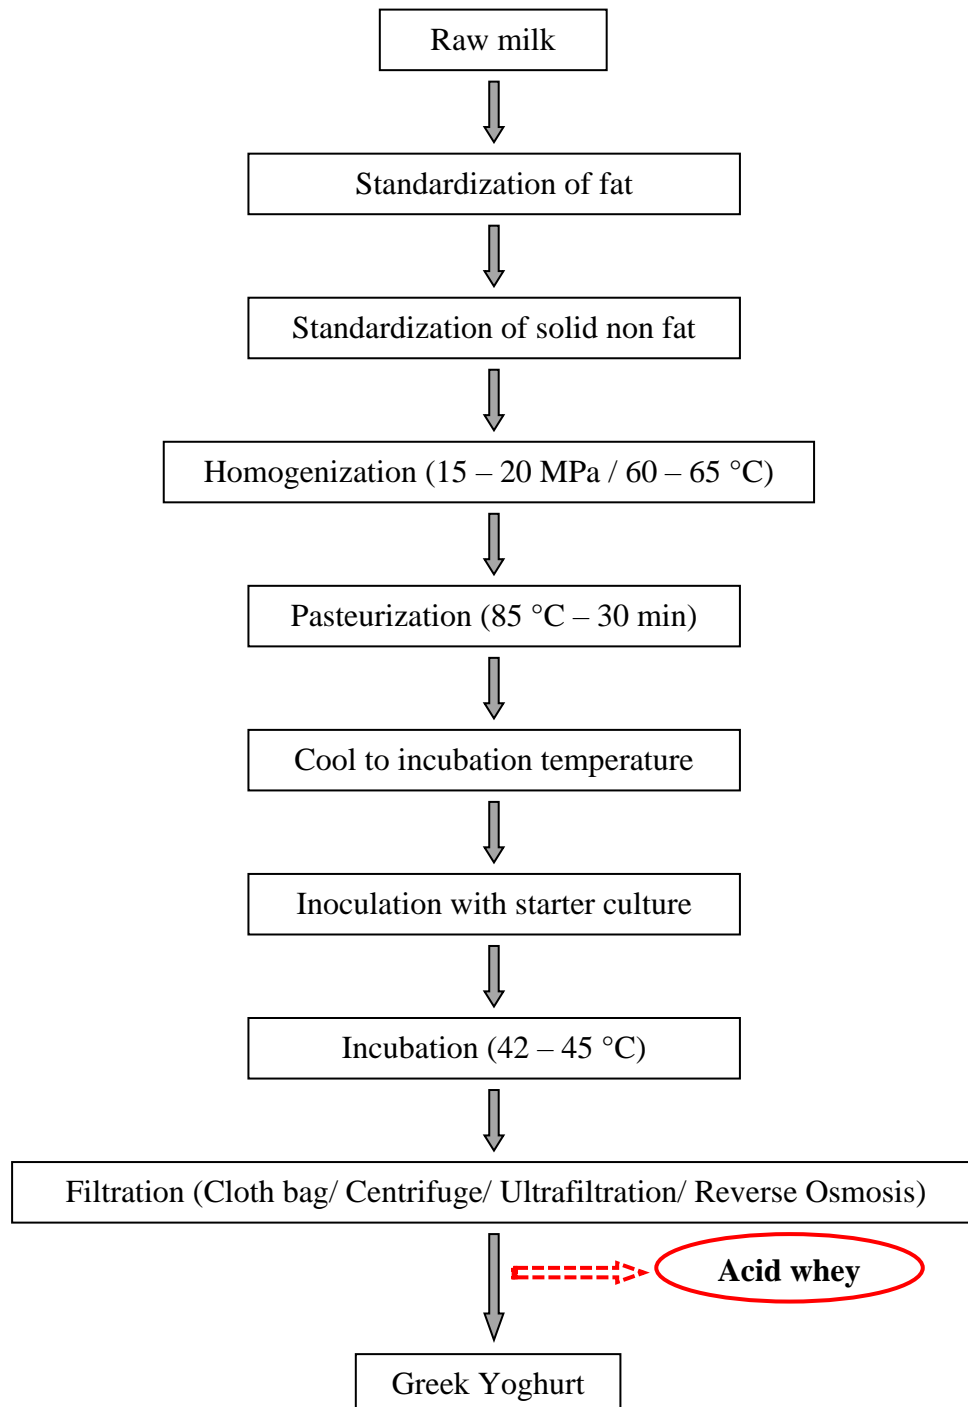 Raw milk
Standardization of fat
Standardization of solid non fat
Homogenization (15 – 20 MPa / 60 – 65 °C)
Pasteurization (85 °C – 30 min)
Cool to incubation temperature
Inoculation with starter culture
Incubation (42 – 45 °C)
Filtration (Cloth bag/ Centrifuge/ Ultrafiltration/ Reverse Osmosis)
Acid whey
Greek Yoghurt